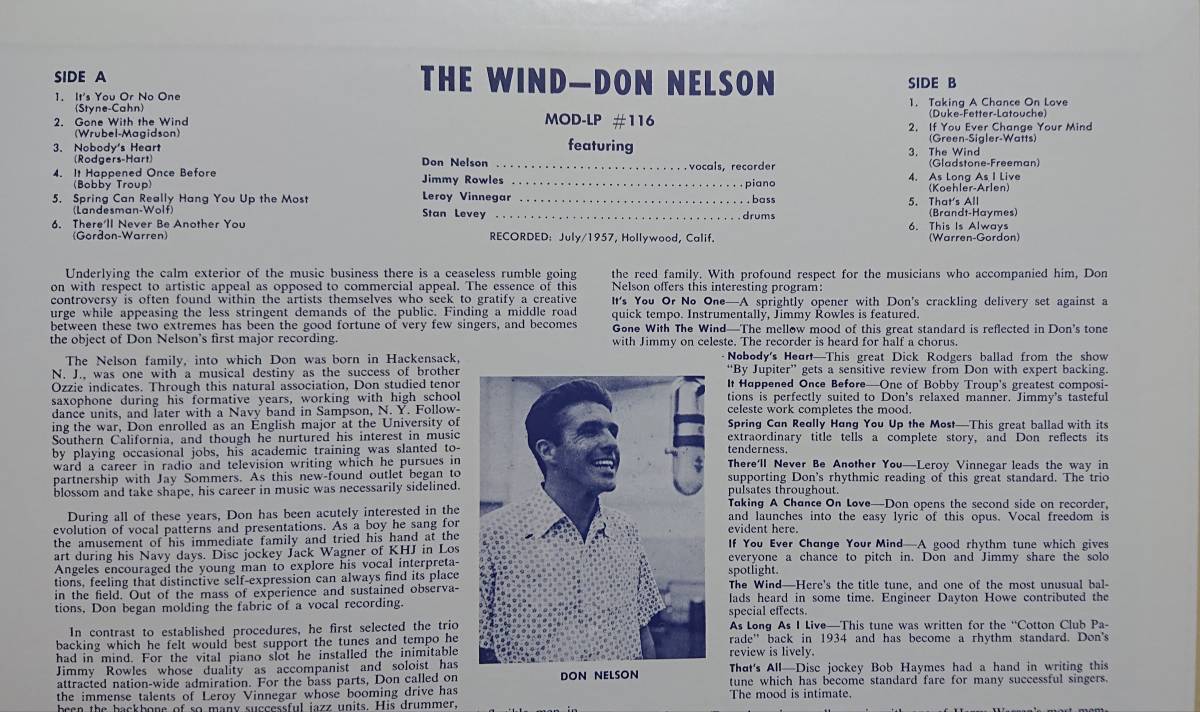 SIDE A
1. It's You Or No One
(Styne-Cahn)
2. Gone With the Wind
(Wrubel-Magidson)
3. Nobody's Heart
(Rodgers-Hart)
4. It Happened Once Before
(Bobby Troup)
5. Spring Can Really Hang You Up the Most
(Landesman-Wolf)
6. There'll Never Be Another You
(Gordon-Warren)
THE WIND—DON NELSON
MOD-LP #116
featuring
Don Nelson ........................... vocals, recorder
Jimmy Rowles ................................ piano
Leroy Vinnegar ................................ bass
Stan Levey .................................. drums
RECORDED: July/1957, Hollywood, Calif.
SIDE B
1. Taking A Chance On Love
(Duke-Fetter-Latouche)
2. If You Ever Change Your Mind
(Green-Sigler-Watts)
3. The Wind
(Gladstone-Freeman)
4. As Long As I Live
(Koehler-Arlen)
5. That's All
(Brandt-Haymes)
6. This Is Always
(Warren-Gordon)
Underlying the calm exterior of the music business there is a ceaseless rumble going
on with respect to artistic appeal as opposed to commercial appeal. The essence of this
controversy is often found within the artists themselves who seek to gratify a creative
urge while appeasing the less stringent demands of the public. Finding a middle road
between these two extremes has been the good fortune of very few singers, and becomes
the object of Don Nelson's first major recording.
The Nelson family, into which Don was born in Hackensack,
N. J., was one with a musical destiny as the success of brother
Ozzie indicates. Through this natural association, Don studied tenor
saxophone during his formative years, working with high school
dance units, and later with a Navy band in Sampson, N. Y. Follow-
ing the war, Don enrolled as an English major at the University of
Southern California, and though he nurtured his interest in music
by playing occasional jobs, his academic training was slanted to-
ward a career in radio and television writing which he pursues in
partnership with Jay Sommers. As this new-found outlet began to
blossom and take shape, his career in music was necessarily sidelined.
During all of these years, Don has been acutely interested in the
evolution of vocal patterns and presentations. As a boy he sang for
the amusement of his immediate family and tried his hand at the
art during his Navy days. Disc jockey Jack Wagner of KHJ in Los
Angeles encouraged the young man to explore his vocal interpreta-
tions, feeling that distinctive self-expression can always find its place
in the field. Out of the mass of experience and sustained observa-
tions, Don began molding the fabric of a vocal recording.
In contrast to established procedures, he first selected the trio
backing which he felt would best support the tunes and tempo he
had in mind. For the vital piano slot he installed the inimitable
Jimmy Rowles whose duality as accompanist and soloist has
attracted nation-wide admiration. For the bass parts, Don called on
the immense talents of Leroy Vinnegar whose booming drive has
been the backbone of so many successful jazz units. His drummer,
DON NELSON
the reed family. With profound respect for the musicians who accompanied him, Don
Nelson offers this interesting program:
It's You Or No One—A sprightly opener with Don's crackling delivery set against a
quick tempo. Instrumentally, Jimmy Rowles is featured.
Gone With The Wind—The mellow mood of this great standard is reflected in Don's tone
with Jimmy on celeste. The recorder is heard for half a chorus.
Nobody's Heart—This great Dick Rodgers ballad from the show
"By Jupiter" gets a sensitive review from Don with expert backing.
It Happened Once Before—One of Bobby Troup's greatest composi-
tions is perfectly suited to Don's relaxed manner. Jimmy's tasteful
celeste work completes the mood.
Spring Can Really Hang You Up the Most—This great ballad with its
extraordinary title tells a complete story, and Don reflects its
tenderness.
There'll Never Be Another You—Leroy Vinnegar leads the way in
supporting Don's rhythmic reading of this great standard. The trio
pulsates throughout.
Taking A Chance On Love—Don opens the second side on recorder,
and launches into the easy lyric of this opus. Vocal freedom is
evident here.
If You Ever Change Your Mind—A good rhythm tune which gives
everyone a chance to pitch in. Don and Jimmy share the solo
spotlight.
The Wind—Here's the title tune, and one of the most unusual bal-
lads heard in some time. Engineer Dayton Howe contributed the
special effects.
As Long As I Live—This tune was written for the "Cotton Club Pa-
rade" back in 1934 and has become a rhythm standard. Don's
review is lively.
That's All—Disc jockey Bob Haymes had a hand in writing this
tune which has become standard fare for many successful singers.
The mood is intimate.